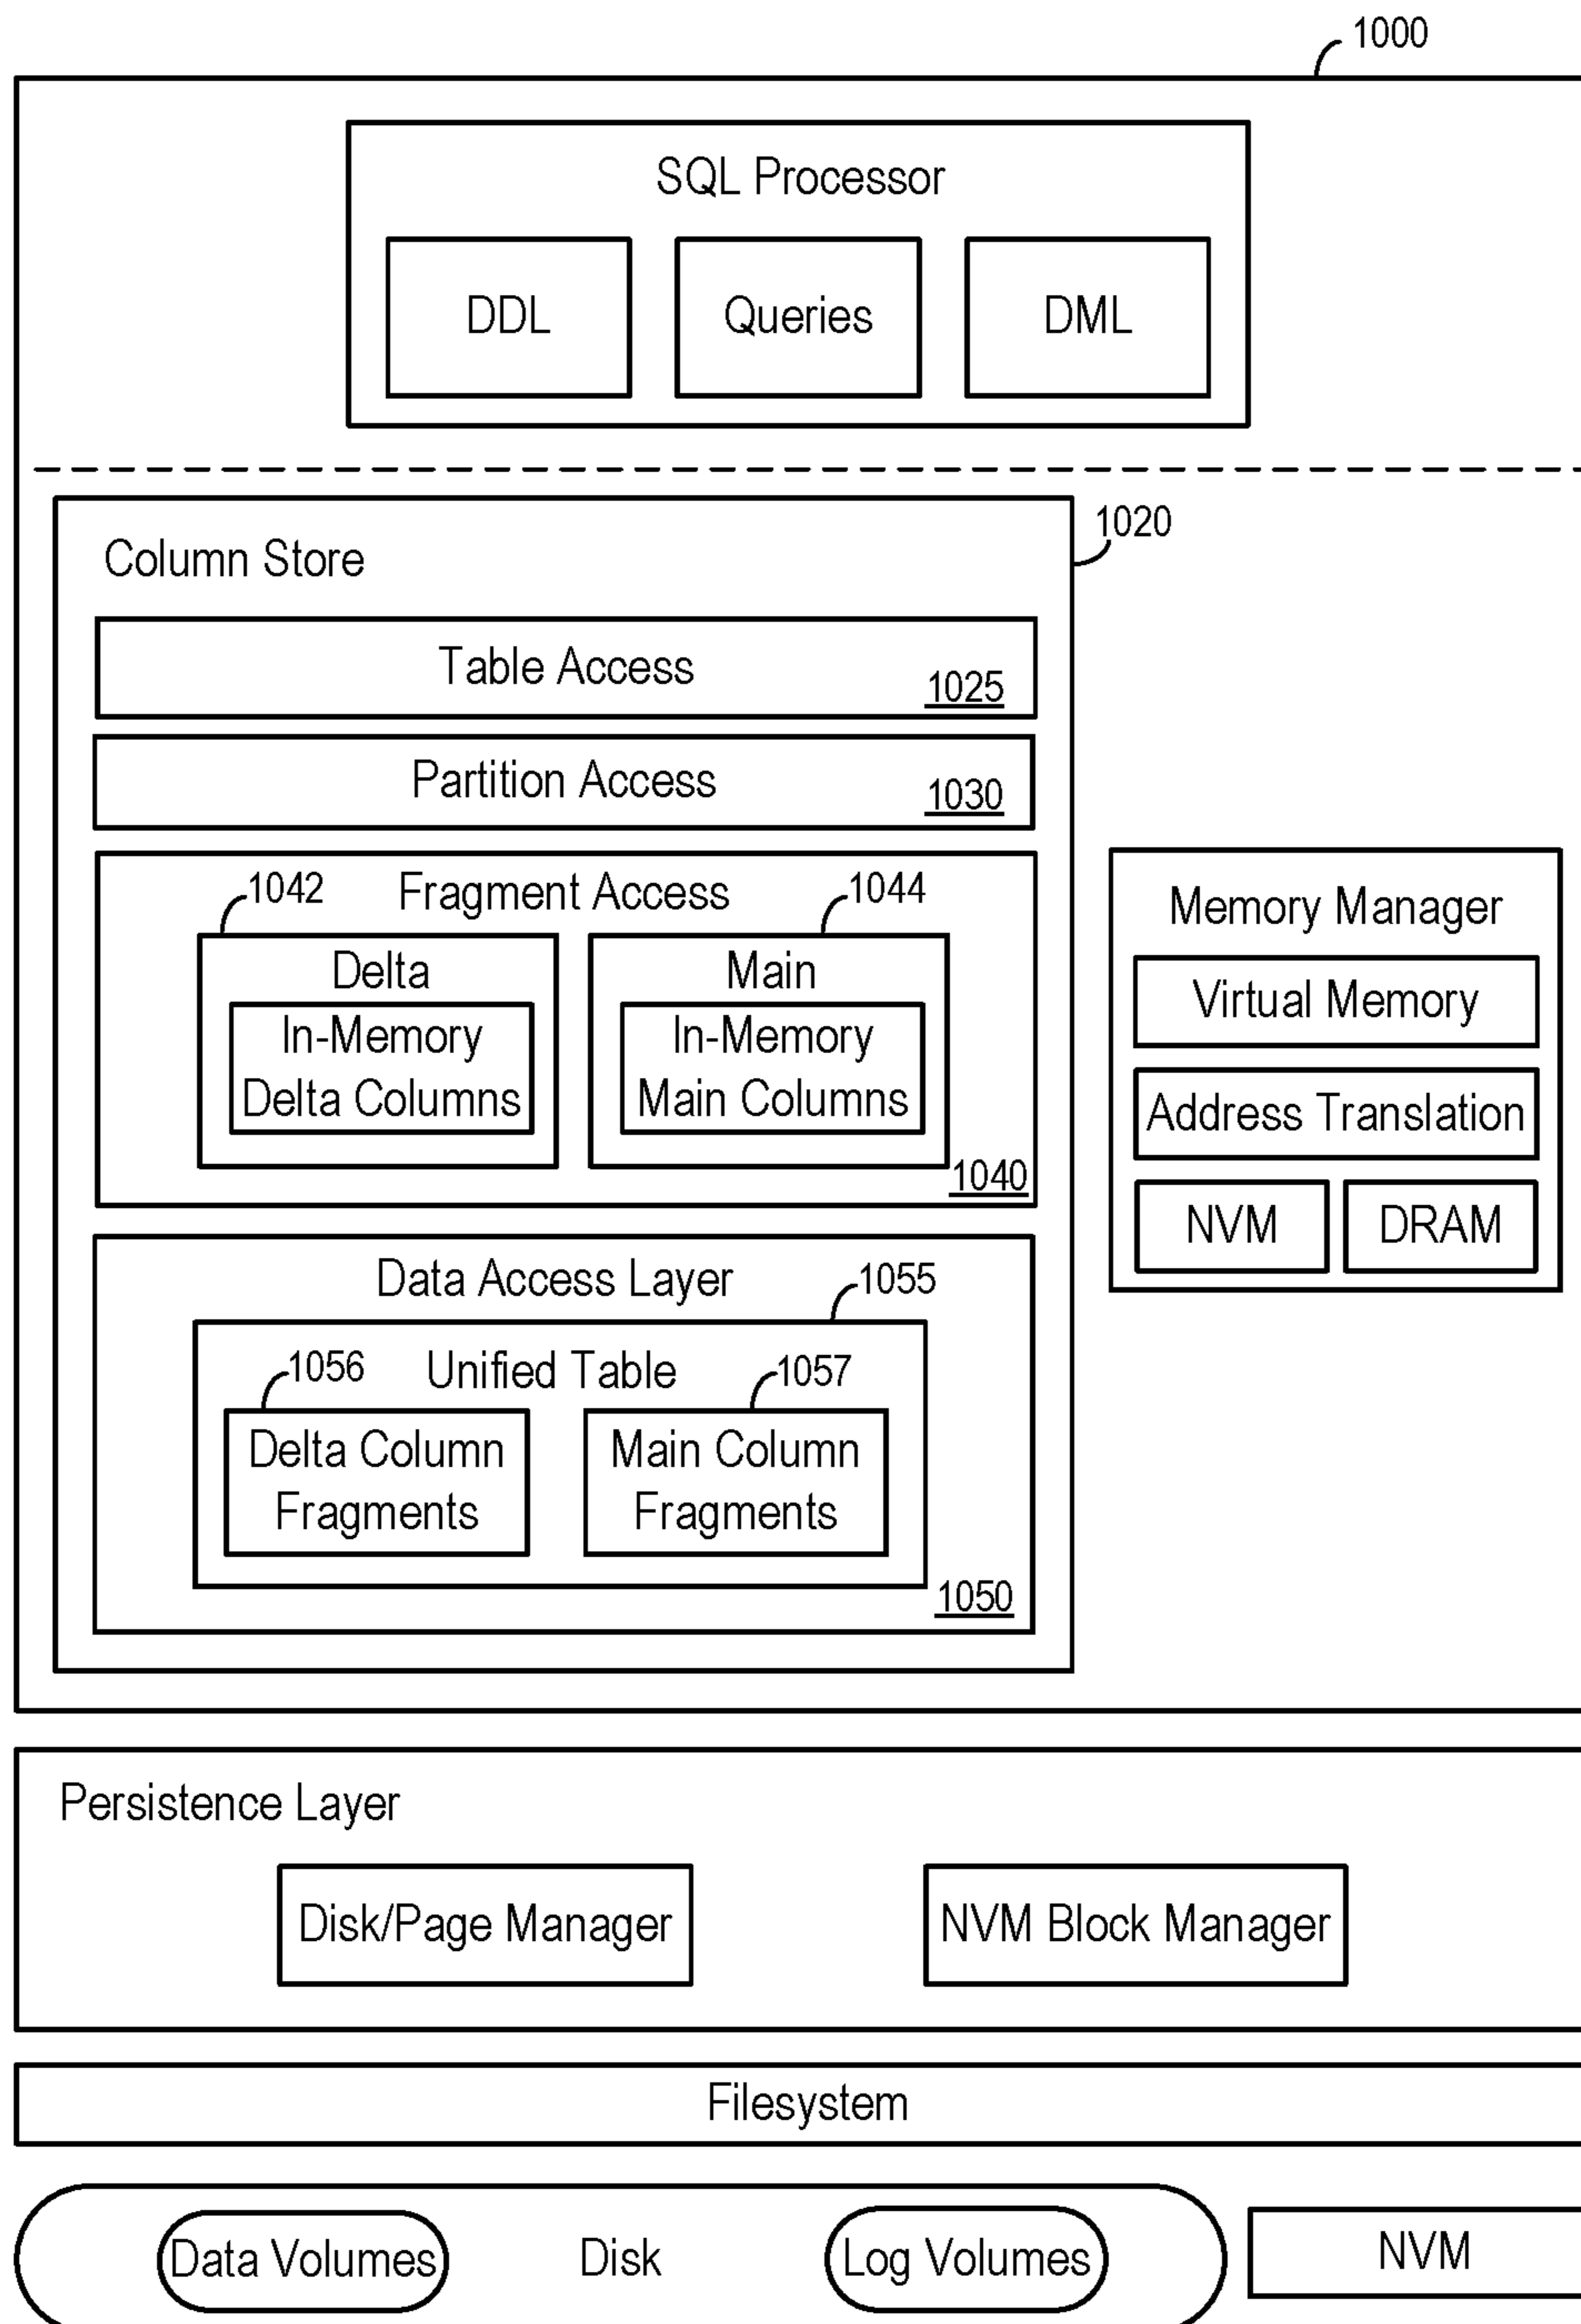 1000
SQL Processor
DDL
Queries
DML
1020
Column Store
Table Access
1025
Partition Access
1030
1042
Fragment Access
1044
Delta
In-Memory
Delta Columns
Main
In-Memory
Main Columns
1040
Memory Manager
Virtual Memory
Address Translation
NVM
DRAM
Data Access Layer
1055
1056
Unified Table
1057
Delta Column
Fragments
Main Column
Fragments
1050
Persistence Layer
Disk/Page Manager
NVM Block Manager
Filesystem
Data Volumes
Disk
Log Volumes
NVM